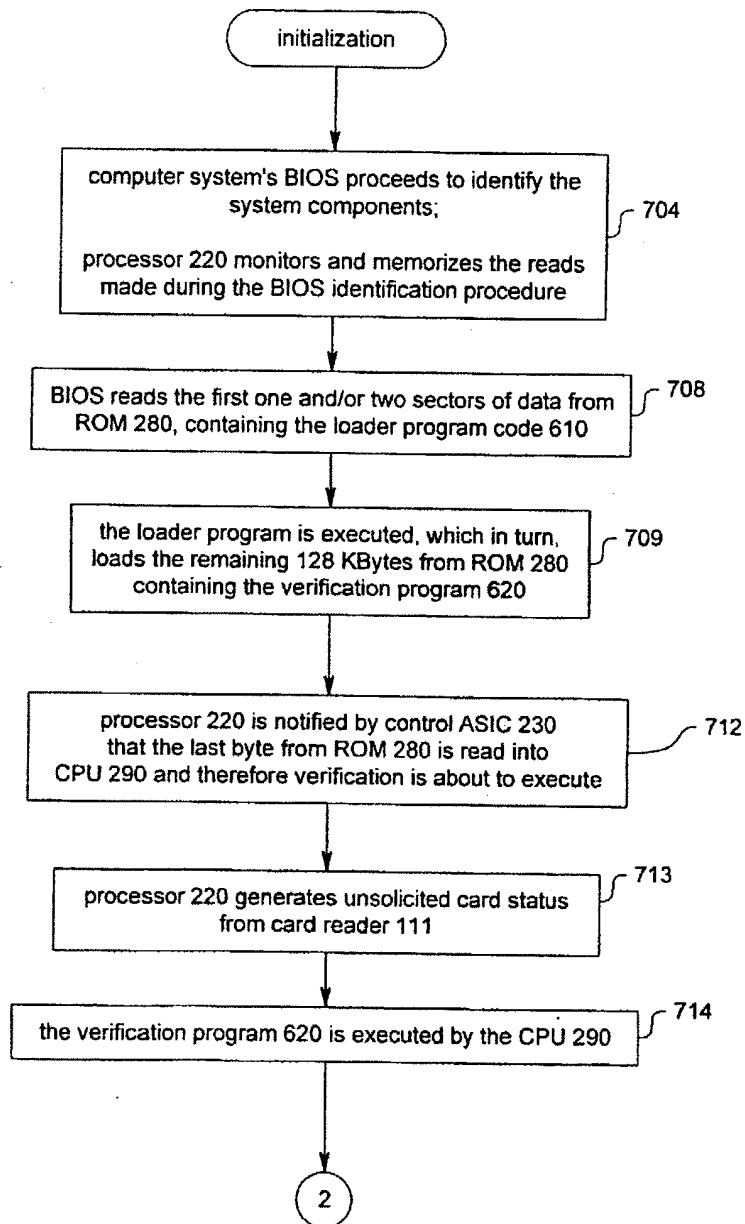 initialization
computer system's BIOS proceeds to identify the
system components;
704
processor 220 monitors and memorizes the reads
made during the BIOS identification procedure
BIOS reads the first one and/or two sectors of data from
ROM 280, containing the loader program code 610
708
the loader program is executed, which in turn,
loads the remaining 128 KBytes from ROM 280
containing the verification program 620
709
processor 220 is notified by control ASIC 230
that the last byte from ROM 280 is read into
CPU 290 and therefore verification is about to execute
712
processor 220 generates unsolicited card status
from card reader 111
713
the verification program 620 is executed by the CPU 290
714
2